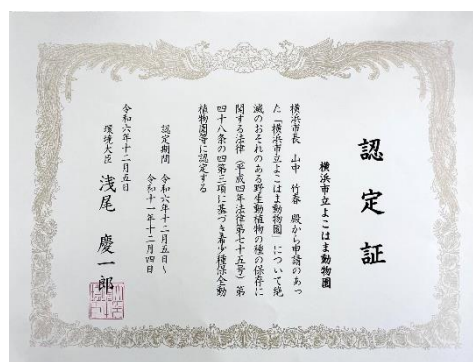 認定証
横浜市立よこはま動物園
横浜市長 山中 竹春 殿から申請のあっ
た「横浜市立よこはま動物園」について絶
滅のおそれのある野生動植物の種の保存に
関する法律(平成四年法律第七十五号)第
四十八条の四第三項に基づき希少種保全動
植物園等に認定する
認定期間 令和六年十二月五日～
令和十一年十二月四日
令和六年十二月五日
環境大臣 浅尾 慶一郎